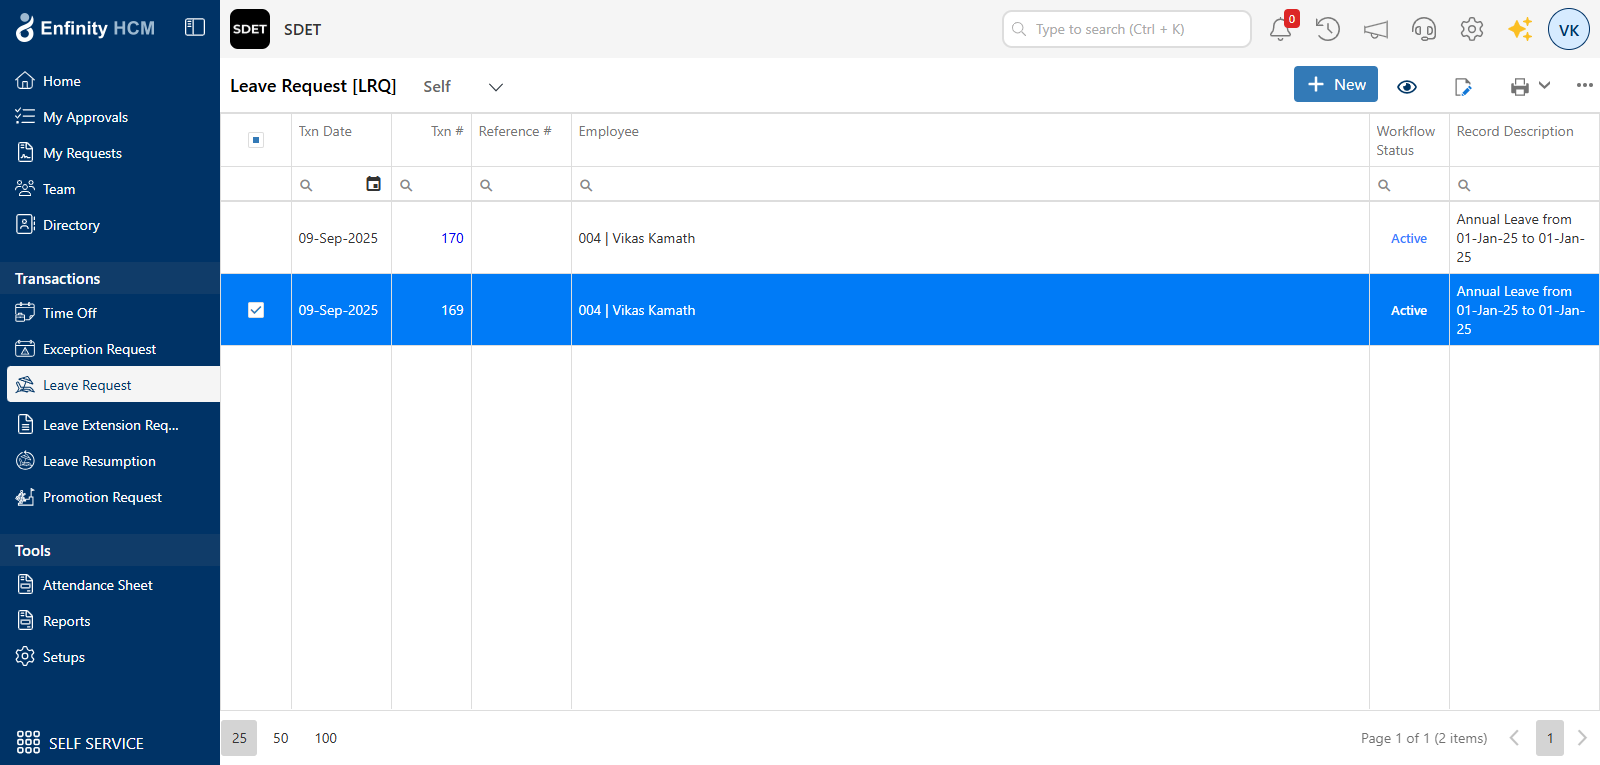 Enfinity HCM
SDET SDET
Type to search (Ctrl + K)
0
VK
Home
My Approvals
My Requests
Team
Directory
Transactions
Time Off
Exception Request
Leave Request
Leave Extension Req...
Leave Resumption
Promotion Request
Tools
Attendance Sheet
Reports
Setups
SELF SERVICE
Leave Request [LRQ] Self
New
Txn Date Txn # Reference # Employee Workflow Status Record Description
09-Sep-2025 170 004 | Vikas Kamath Active Annual Leave from
01-Jan-25 to 01-Jan-
25
09-Sep-2025 169 004 | Vikas Kamath Active Annual Leave from
01-Jan-25 to 01-Jan-
25
25 50 100
Page 1 of 1 (2 items) 1